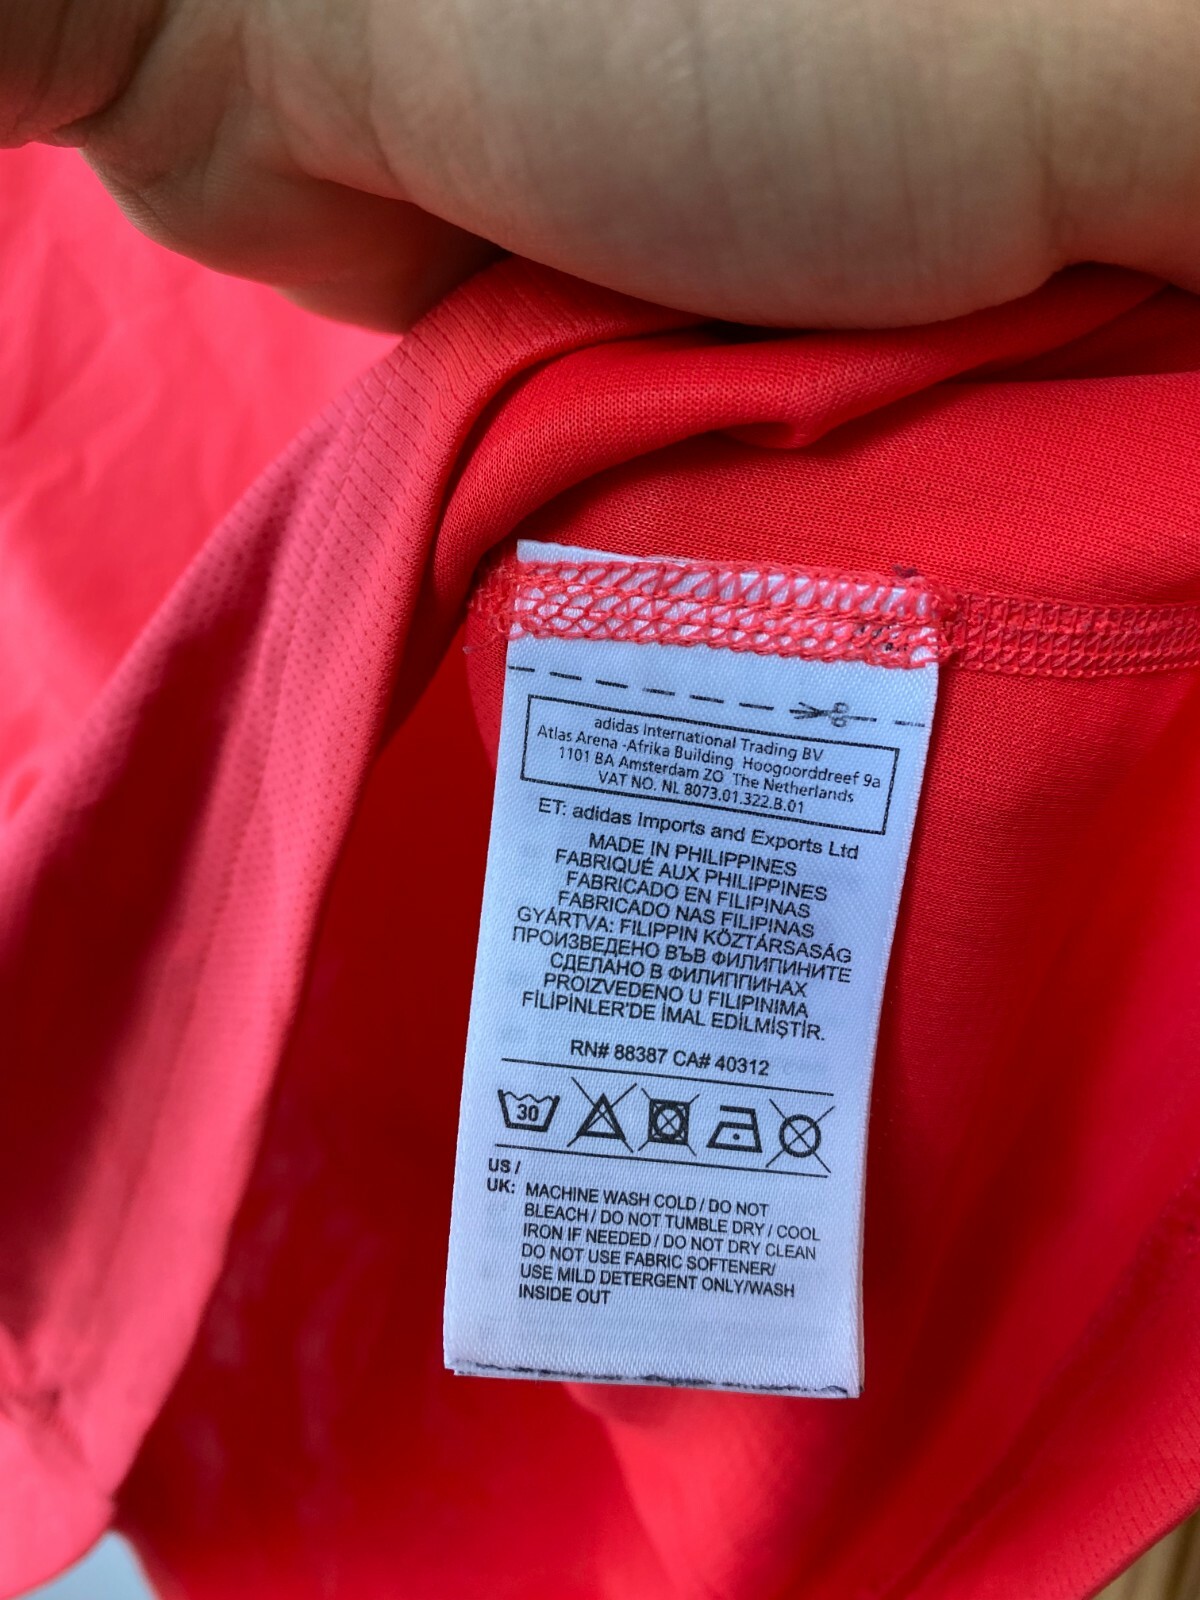 adidas International Trading BV
Atlas Arena -Afrika Building Hoogoorddreef 9a
1101 BA Amsterdam ZO The Netherlands
VAT NO. NL 8073.01.322.B.01
ET: adidas Imports and Exports Ltd
MADE IN PHILIPPINES
FABRIQUÉ AUX PHILIPPINES
FABRICADO EN FILIPINAS
FABRICADO NAS FILIPINAS
GYÁRTVA: FILIPPIN KÖZTÁRSASÁG
ПРОИЗВЕДЕНО ВЪВ ФИЛИПИНИТЕ
СДЕЛАНО В ФИЛИППИНАХ
PROIZVEDENO U FILIPINIMA
FİLİPİNLER'DE İMAL EDİLMİŞTİR.
RN# 88387 CA# 40312
30
US /
UK: MACHINE WASH COLD / DO NOT
BLEACH / DO NOT TUMBLE DRY / COOL
IRON IF NEEDED / DO NOT DRY CLEAN
DO NOT USE FABRIC SOFTENER/
USE MILD DETERGENT ONLY/WASH
INSIDE OUT